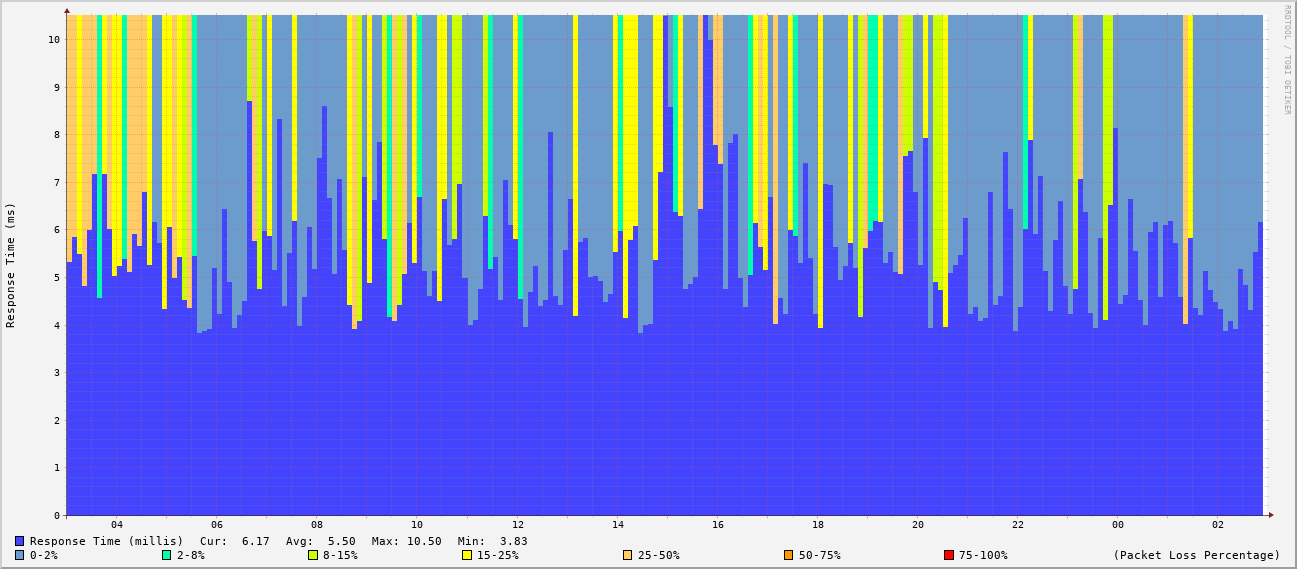 RRDTOOL / TOBI OETIKER
Response Time (ms)
10
9
8
7
6
5
4
3
2
1
0
04 06 08 10 12 14 16 18 20 22 00 02
Response Time (millis) Cur: 6.17 Avg: 5.50 Max: 10.50 Min: 3.83
0-2% 2-8% 8-15% 15-25% 25-50% 50-75% 75-100% (Packet Loss Percentage)